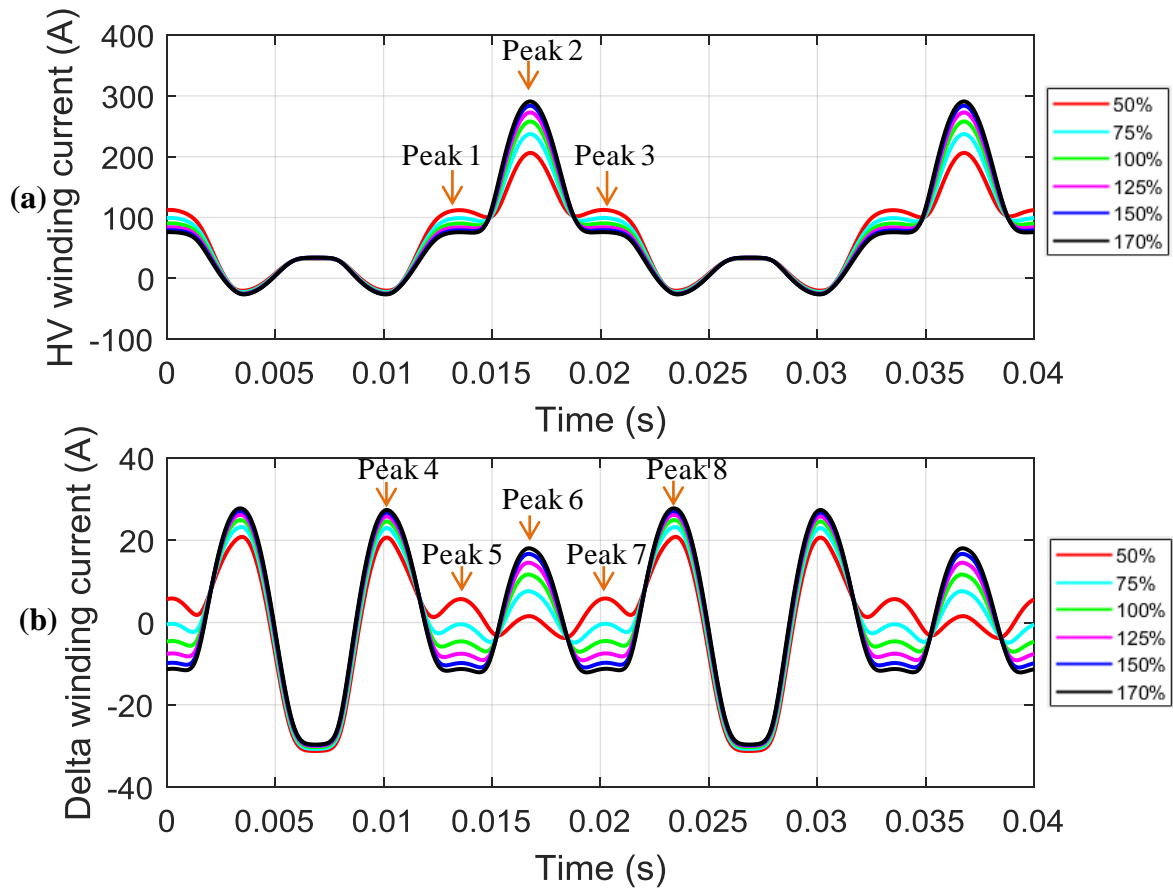 (a)
HV winding current (A)
400
300
200
100
0
-100
Peak 1
Peak 2
Peak 3
0 0.005 0.01 0.015 0.02 0.025 0.03 0.035 0.04
Time (s)
50%
75%
100%
125%
150%
170%
(b)
Delta winding current (A)
40
20
0
-20
-40
Peak 4
Peak 5
Peak 6
Peak 7
Peak 8
0 0.005 0.01 0.015 0.02 0.025 0.03 0.035 0.04
Time (s)
50%
75%
100%
125%
150%
170%